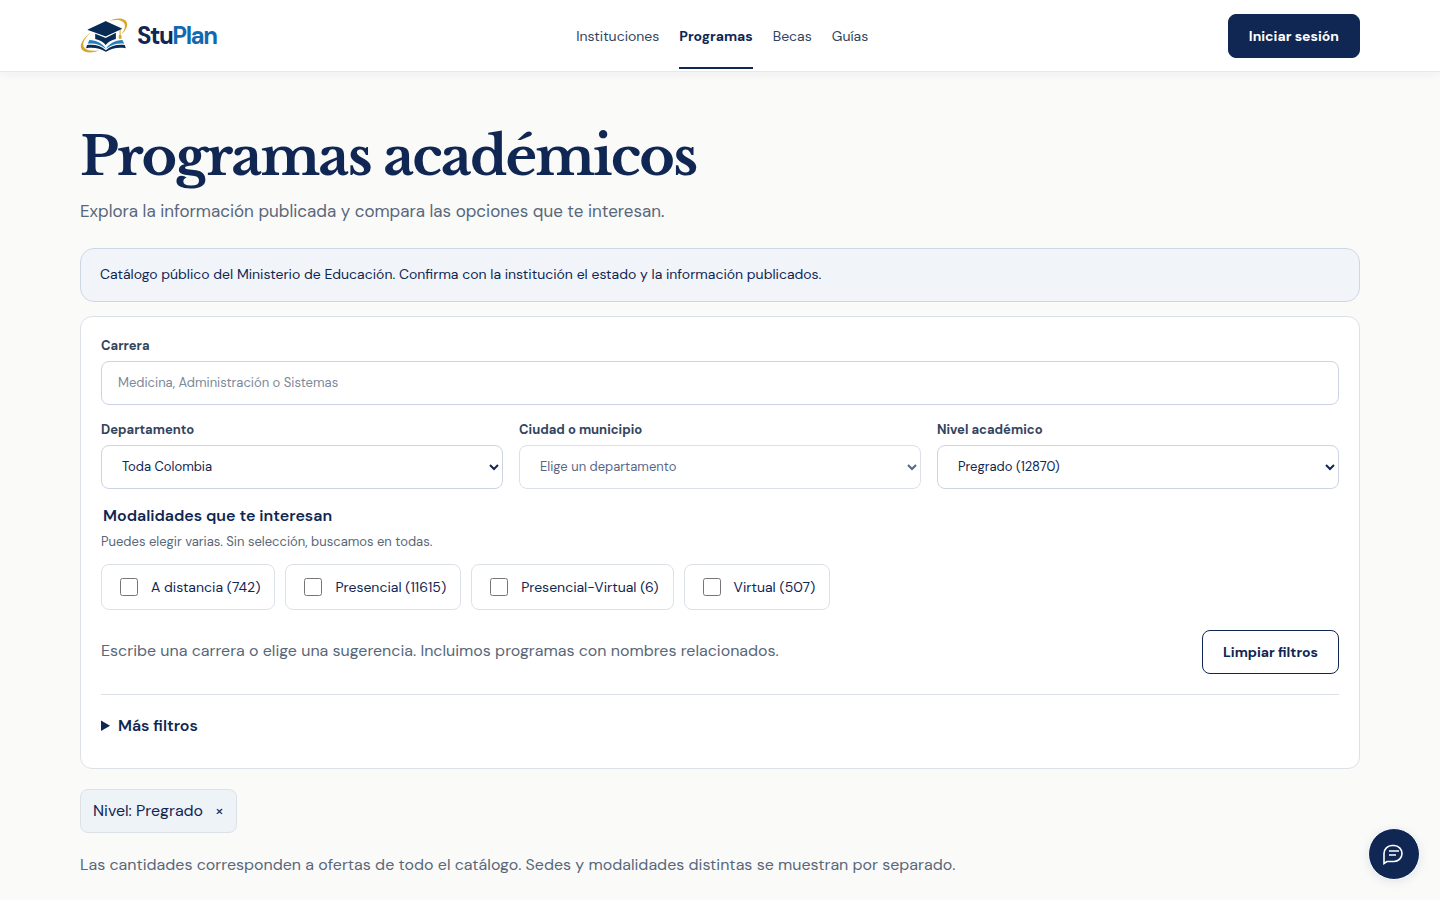 StuPlan
Instituciones
Programas
Becas
Guías
Iniciar sesión
Programas académicos
Explora la información publicada y compara las opciones que te interesan.
Catálogo público del Ministerio de Educación. Confirma con la institución el estado y la información publicados.
Carrera
Medicina, Administración o Sistemas
Departamento
Ciudad o municipio
Nivel académico
Toda Colombia
Elige un departamento
Pregrado (12870)
Modalidades que te interesan
Puedes elegir varias. Sin selección, buscamos en todas.
A distancia (742)
Presencial (11615)
Presencial-Virtual (6)
Virtual (507)
Escribe una carrera o elige una sugerencia. Incluimos programas con nombres relacionados.
Limpiar filtros
Más filtros
Nivel: Pregrado ×
Las cantidades corresponden a ofertas de todo el catálogo. Sedes y modalidades distintas se muestran por separado.